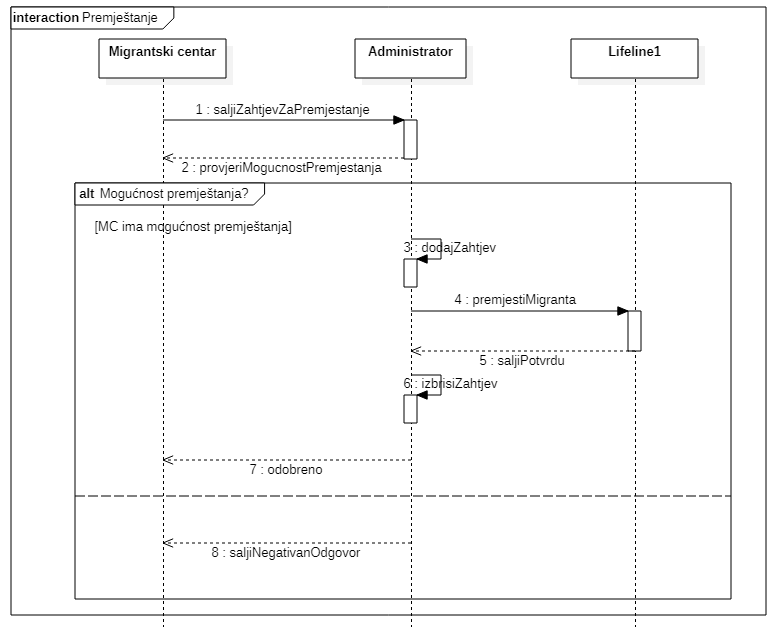 interaction Premještanje
Migrantski centar
Administrator
Lifeline1
1 : saljiZahtjevZaPremjestanje
2 : provjeriMogucnostPremjestanja
alt Mogućnost premještanja?
[MC ima mogućnost premještanja]
3 : dodajZahtjev
4 : premjestiMigranta
5 : saljiPotvrdu
6 : izbrisiZahtjev
7 : odobreno
8 : saljiNegativanOdgovor